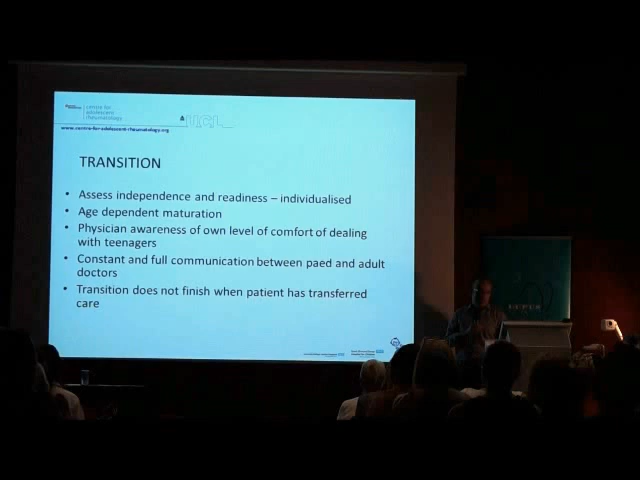 centre for
adolescent
rheumatology
UCL
www.centre-for-adolescent-rheumatology.org
TRANSITION
• Assess independence and readiness – individualised
• Age dependent maturation
• Physician awareness of own level of comfort of dealing
with teenagers
• Constant and full communication between paed and adult
doctors
• Transition does not finish when patient has transferred
care
LUPUS